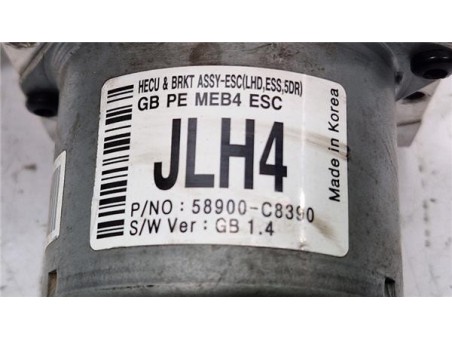 HECU & BRKT ASSY-ESC(LHD,ESS,5DR)
GB PE MEB4 ESC
JLH4
P/NO : 58900-C8390
S/W Ver : GB 1.4
Made in Korea